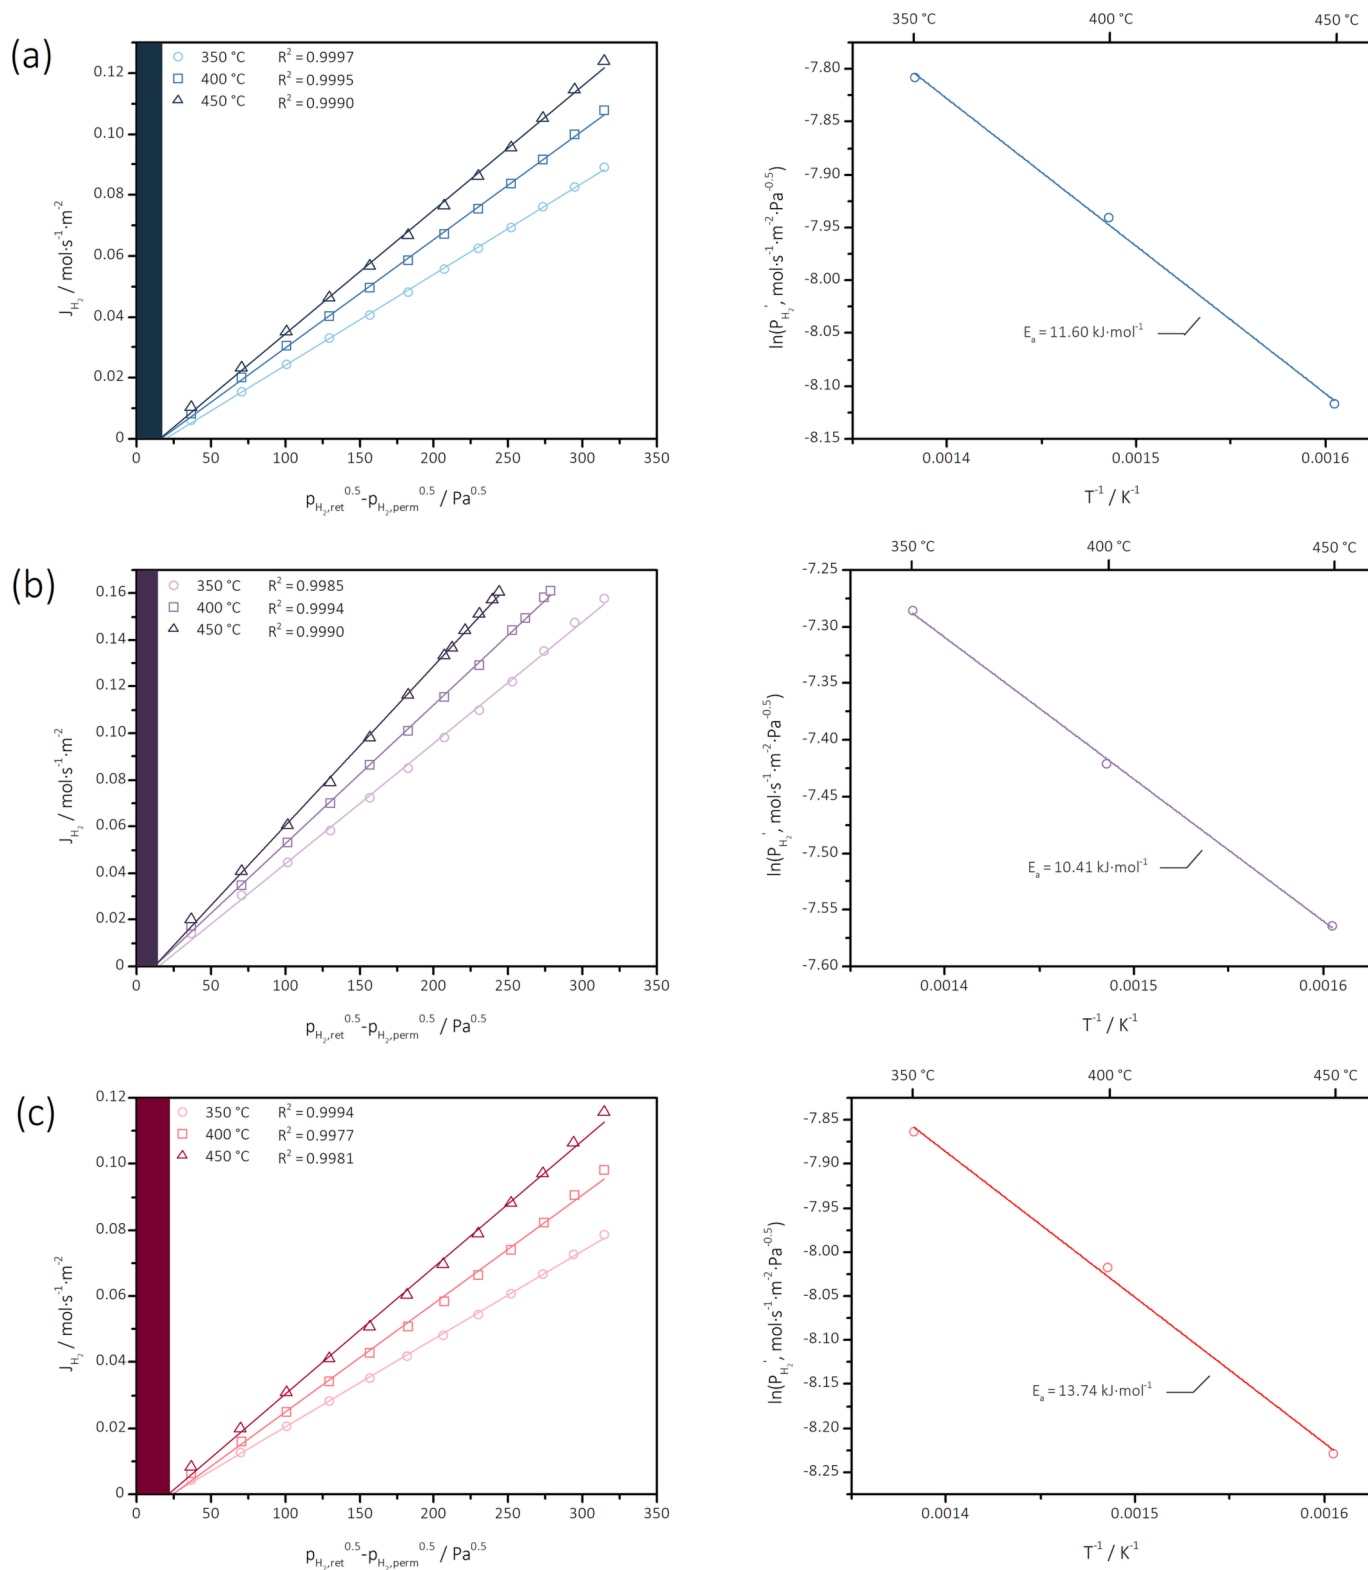 (a)
350 °C R² = 0.9997
400 °C R² = 0.9995
450 °C R² = 0.9990
0.12
0.10
0.08
0.06
0.04
0.02
0
J_H₂ / mol·s⁻¹·m⁻²
0 50 100 150 200 250 300 350
p_H₂,ret^0.5-p_H₂,perm^0.5 / Pa^0.5
350 °C 400 °C 450 °C
-7.80
-7.85
-7.90
-7.95
-8.00
-8.05
-8.10
-8.15
ln(P_H₂', mol·s⁻¹·m⁻²·Pa^-0.5)
Eₐ = 11.60 kJ·mol⁻¹
0.0014 0.0015 0.0016
T⁻¹ / K⁻¹
(b)
350 °C R² = 0.9985
400 °C R² = 0.9994
450 °C R² = 0.9990
0.16
0.14
0.12
0.10
0.08
0.06
0.04
0.02
0
J_H₂ / mol·s⁻¹·m⁻²
0 50 100 150 200 250 300 350
p_H₂,ret^0.5-p_H₂,perm^0.5 / Pa^0.5
350 °C 400 °C 450 °C
-7.25
-7.30
-7.35
-7.40
-7.45
-7.50
-7.55
-7.60
ln(P_H₂', mol·s⁻¹·m⁻²·Pa^-0.5)
Eₐ = 10.41 kJ·mol⁻¹
0.0014 0.0015 0.0016
T⁻¹ / K⁻¹
(c)
350 °C R² = 0.9994
400 °C R² = 0.9977
450 °C R² = 0.9981
0.12
0.10
0.08
0.06
0.04
0.02
0
J_H₂ / mol·s⁻¹·m⁻²
0 50 100 150 200 250 300 350
p_H₂,ret^0.5-p_H₂,perm^0.5 / Pa^0.5
350 °C 400 °C 450 °C
-7.85
-7.90
-7.95
-8.00
-8.05
-8.10
-8.15
-8.20
-8.25
ln(P_H₂', mol·s⁻¹·m⁻²·Pa^-0.5)
Eₐ = 13.74 kJ·mol⁻¹
0.0014 0.0015 0.0016
T⁻¹ / K⁻¹